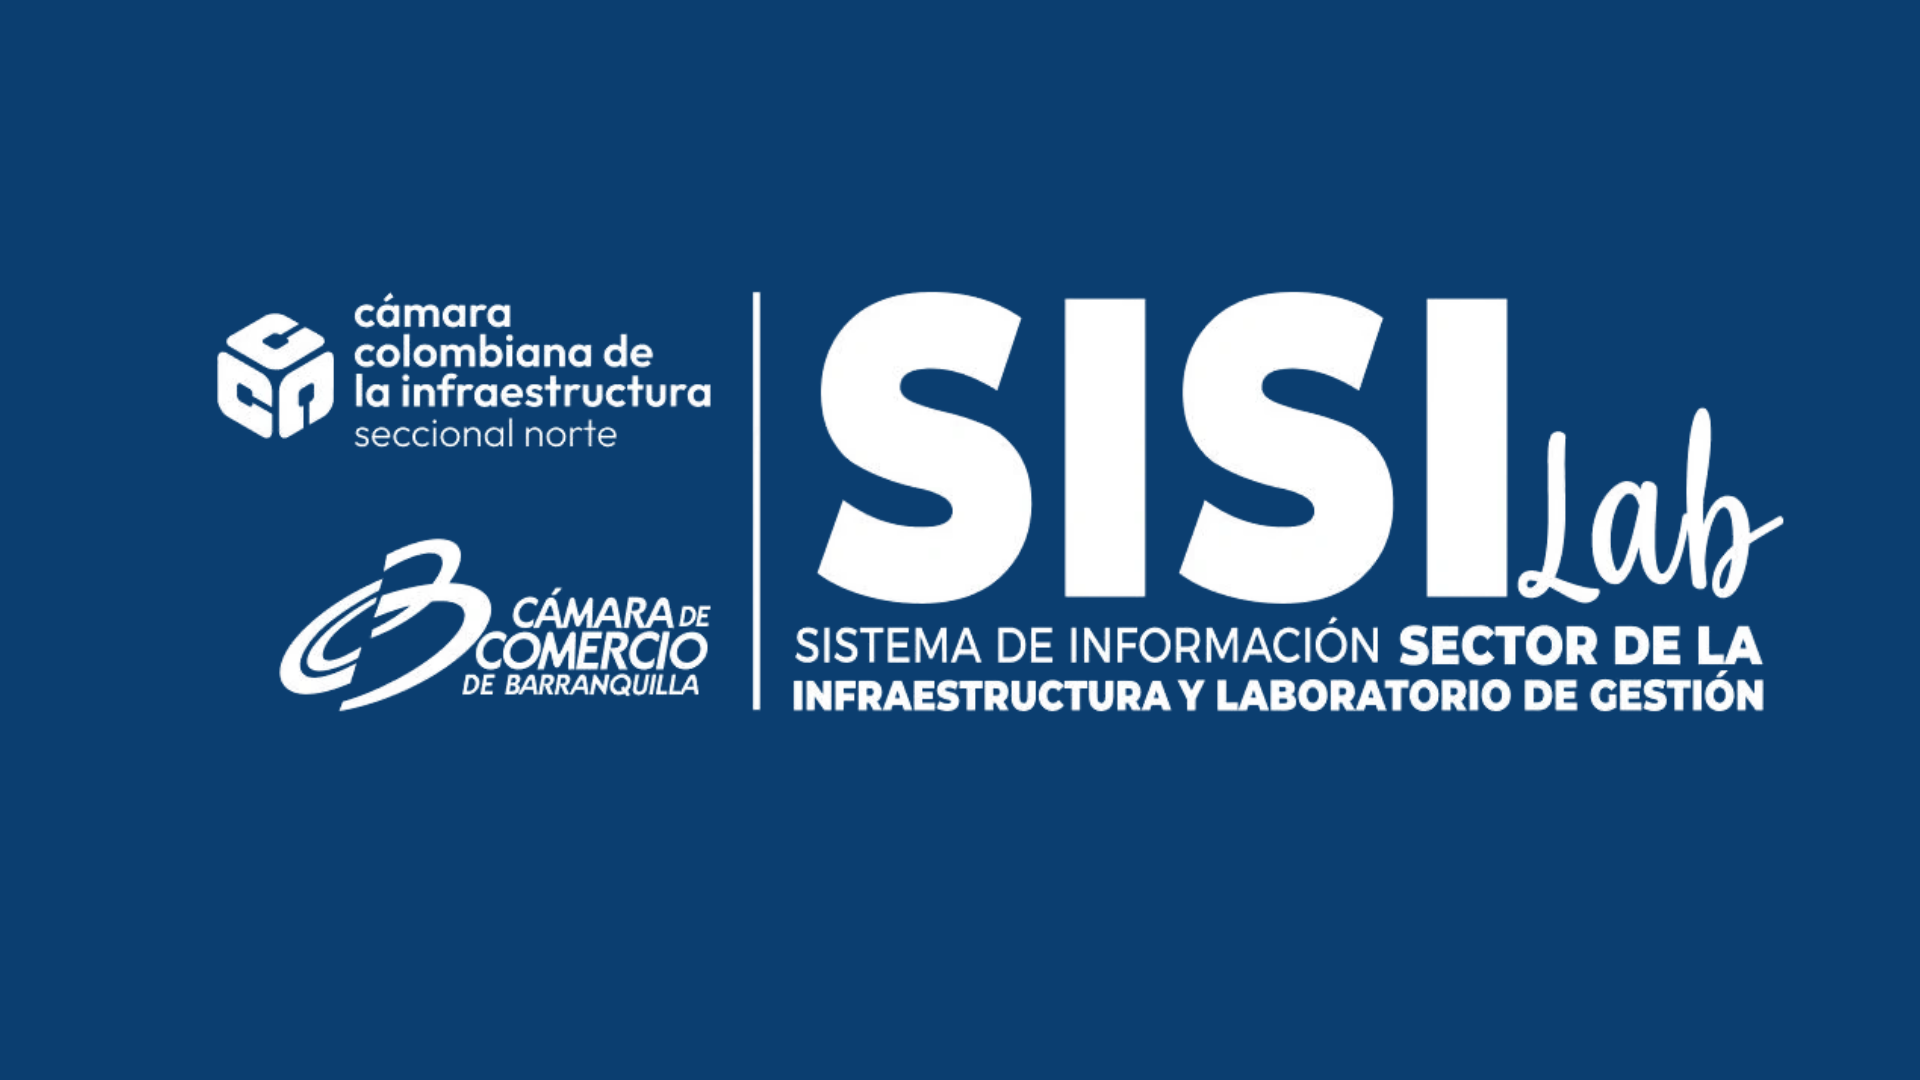 cámara
colombiana de
la infraestructura
seccional norte
CÁMARA DE
COMERCIO
DE BARRANQUILLA
SISI Lab
SISTEMA DE INFORMACIÓN SECTOR DE LA
INFRAESTRUCTURA Y LABORATORIO DE GESTIÓN